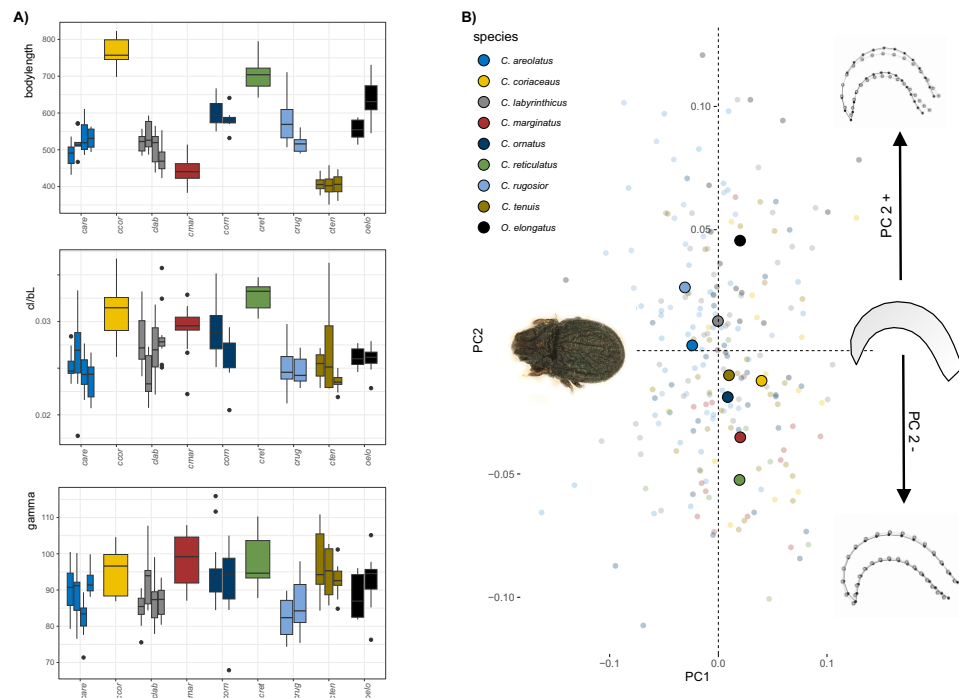 A)
bodylength
800
700
600
500
400
care
ccor
clab
cmar
corn
cret
crug
cten
oelo
cl/bL
0.03
0.02
care
ccor
clab
cmar
corn
cret
crug
cten
oelo
gamma
110
100
90
80
70
care
ccor
clab
cmar
corn
cret
crug
cten
oelo
B)
species
C. areolatus
C. coriaceaus
C. labyrinthicus
C. marginatus
C. ornatus
C. reticulatus
C. rugosior
C. tenuis
O. elongatus
0.10
0.05
−0.05
−0.10
PC2
−0.1
0.0
0.1
PC1
PC 2 +
PC 2 -